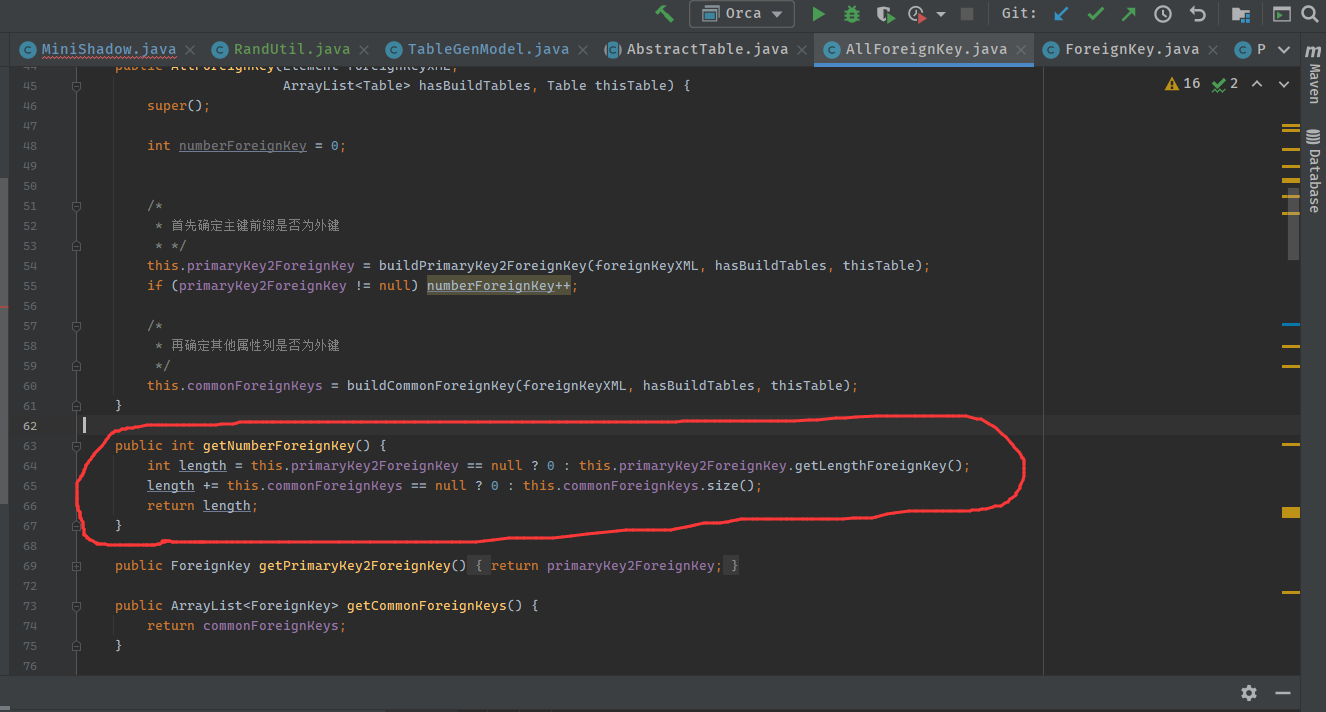 Orca Git:
MiniShadow.java RandUtil.java TableGenModel.java AbstractTable.java AllForeignKey.java ForeignKey.java P
16 2
44 public AllForeignKey(Element foreignKeyXML,
45 ArrayList<Table> hasBuildTables, Table thisTable) {
46 super();
47
48 int numberForeignKey = 0;
49
50
51 /*
52 * 首先确定主键前缀是否为外键
53 * */
54 this.primaryKey2ForeignKey = buildPrimaryKey2ForeignKey(foreignKeyXML, hasBuildTables, thisTable);
55 if (primaryKey2ForeignKey != null) numberForeignKey++;
56
57 /*
58 * 再确定其他属性列是否为外键
59 */
60 this.commonForeignKeys = buildCommonForeignKey(foreignKeyXML, hasBuildTables, thisTable);
61 }
62
63 public int getNumberForeignKey() {
64 int length = this.primaryKey2ForeignKey == null ? 0 : this.primaryKey2ForeignKey.getLengthForeignKey();
65 length += this.commonForeignKeys == null ? 0 : this.commonForeignKeys.size();
66 return length;
67 }
68
69 public ForeignKey getPrimaryKey2ForeignKey() { return primaryKey2ForeignKey; }
72
73 public ArrayList<ForeignKey> getCommonForeignKeys() {
74 return commonForeignKeys;
75 }
76
m Maven
Database